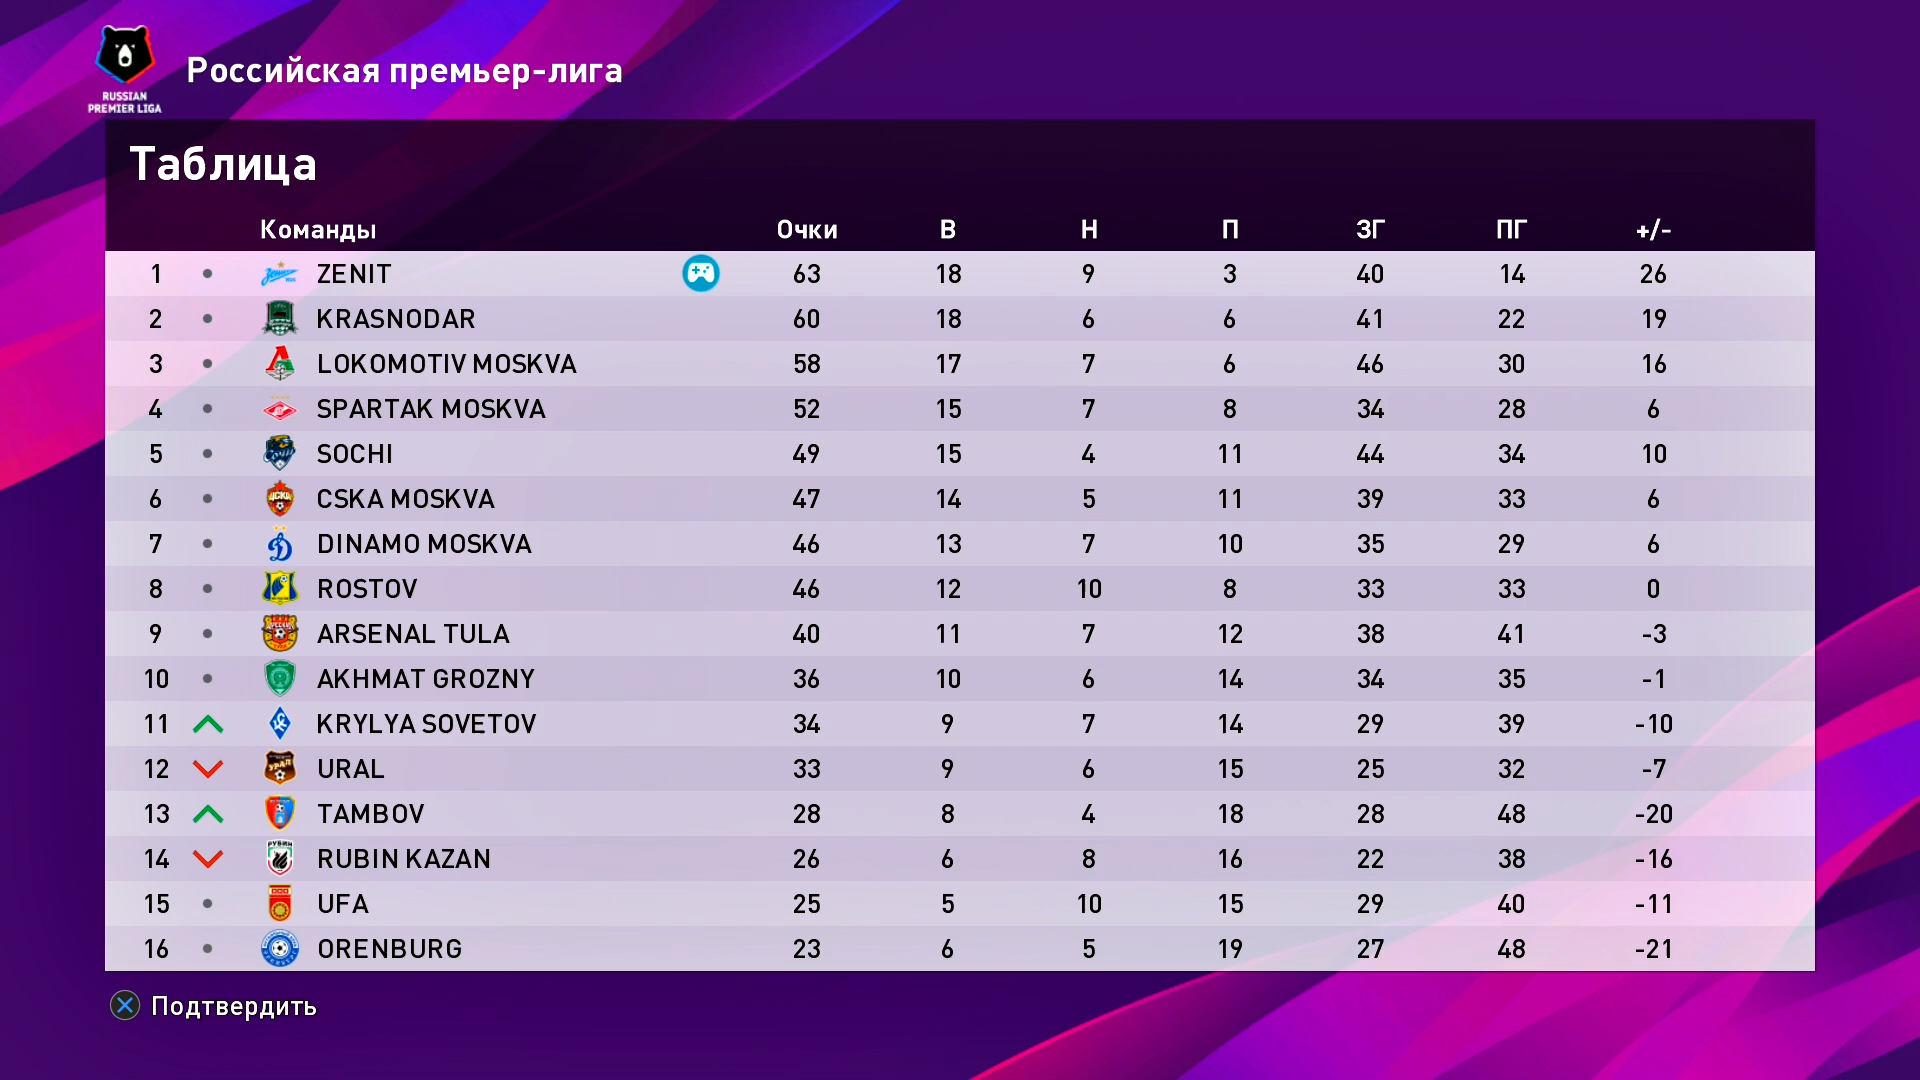 RUSSIAN
PREMIER LIGA
Российская премьер-лига
Таблица
Команды Очки В Н П ЗГ ПГ +/-
1 ZENIT 63 18 9 3 40 14 26
2 KRASNODAR 60 18 6 6 41 22 19
3 LOKOMOTIV MOSKVA 58 17 7 6 46 30 16
4 SPARTAK MOSKVA 52 15 7 8 34 28 6
5 SOCHI 49 15 4 11 44 34 10
6 CSKA MOSKVA 47 14 5 11 39 33 6
7 DINAMO MOSKVA 46 13 7 10 35 29 6
8 ROSTOV 46 12 10 8 33 33 0
9 ARSENAL TULA 40 11 7 12 38 41 -3
10 AKHMAT GROZNY 36 10 6 14 34 35 -1
11 KRYLYA SOVETOV 34 9 7 14 29 39 -10
12 URAL 33 9 6 15 25 32 -7
13 TAMBOV 28 8 4 18 28 48 -20
14 RUBIN KAZAN 26 6 8 16 22 38 -16
15 UFA 25 5 10 15 29 40 -11
16 ORENBURG 23 6 5 19 27 48 -21
Подтвердить